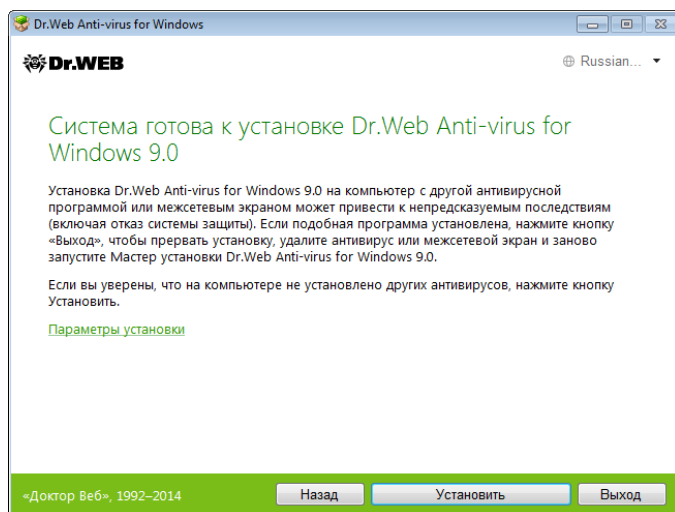 Dr.Web Anti-virus for Windows
Dr.WEB
Russian...
Система готова к установке Dr.Web Anti-virus for
Windows 9.0
Установка Dr.Web Anti-virus for Windows 9.0 на компьютер с другой антивирусной
программой или межсетевым экраном может привести к непредсказуемым последствиям
(включая отказ системы защиты). Если подобная программа установлена, нажмите кнопку
«Выход», чтобы прервать установку, удалите антивирус или межсетевой экран и заново
запустите Мастер установки Dr.Web Anti-virus for Windows 9.0.
Если вы уверены, что на компьютере не установлено других антивирусов, нажмите кнопку
Установить.
Параметры установки
«Доктор Веб», 1992–2014
Назад
Установить
Выход